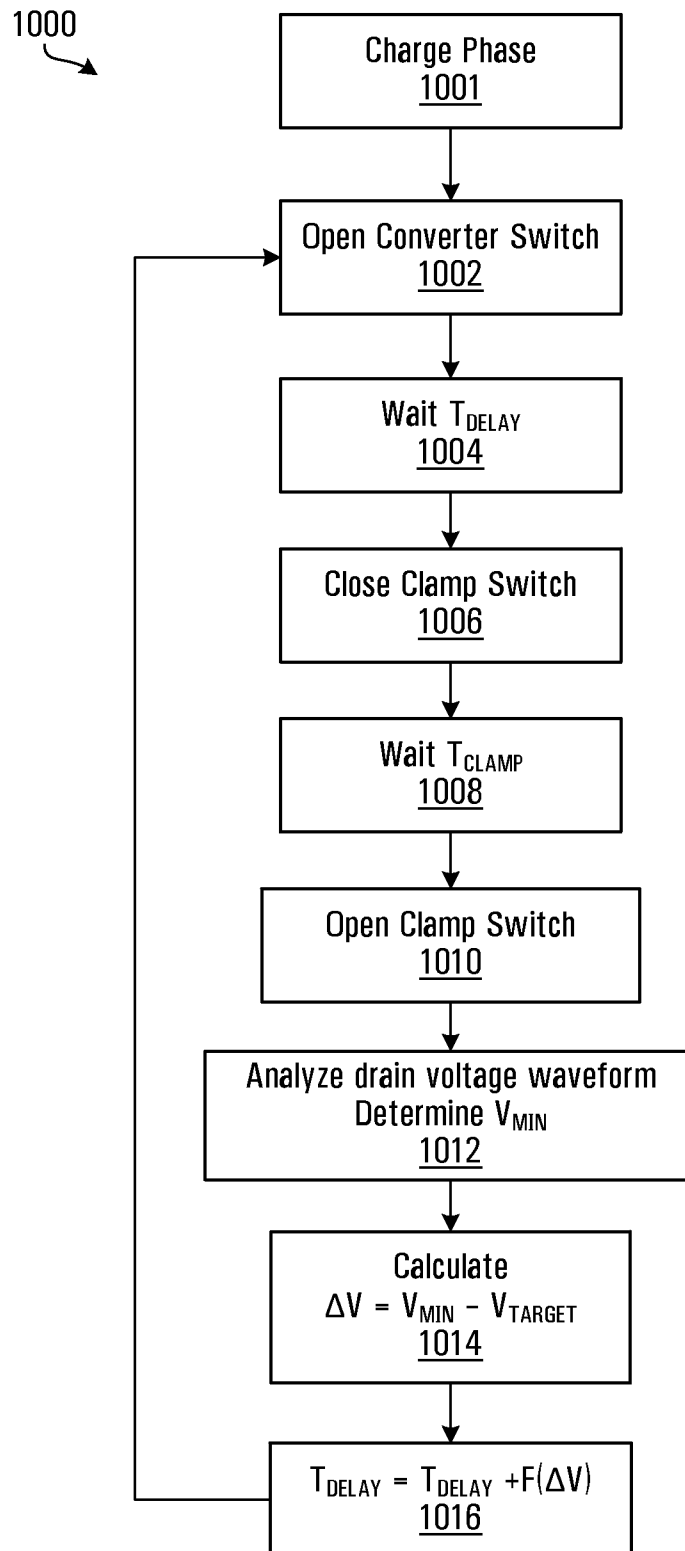 1000
Charge Phase
1001
Open Converter Switch
1002
Wait TDELAY
1004
Close Clamp Switch
1006
Wait TCLAMP
1008
Open Clamp Switch
1010
Analyze drain voltage waveform
Determine VMIN
1012
Calculate
ΔV = VMIN - VTARGET
1014
TDELAY = TDELAY +F(ΔV)
1016